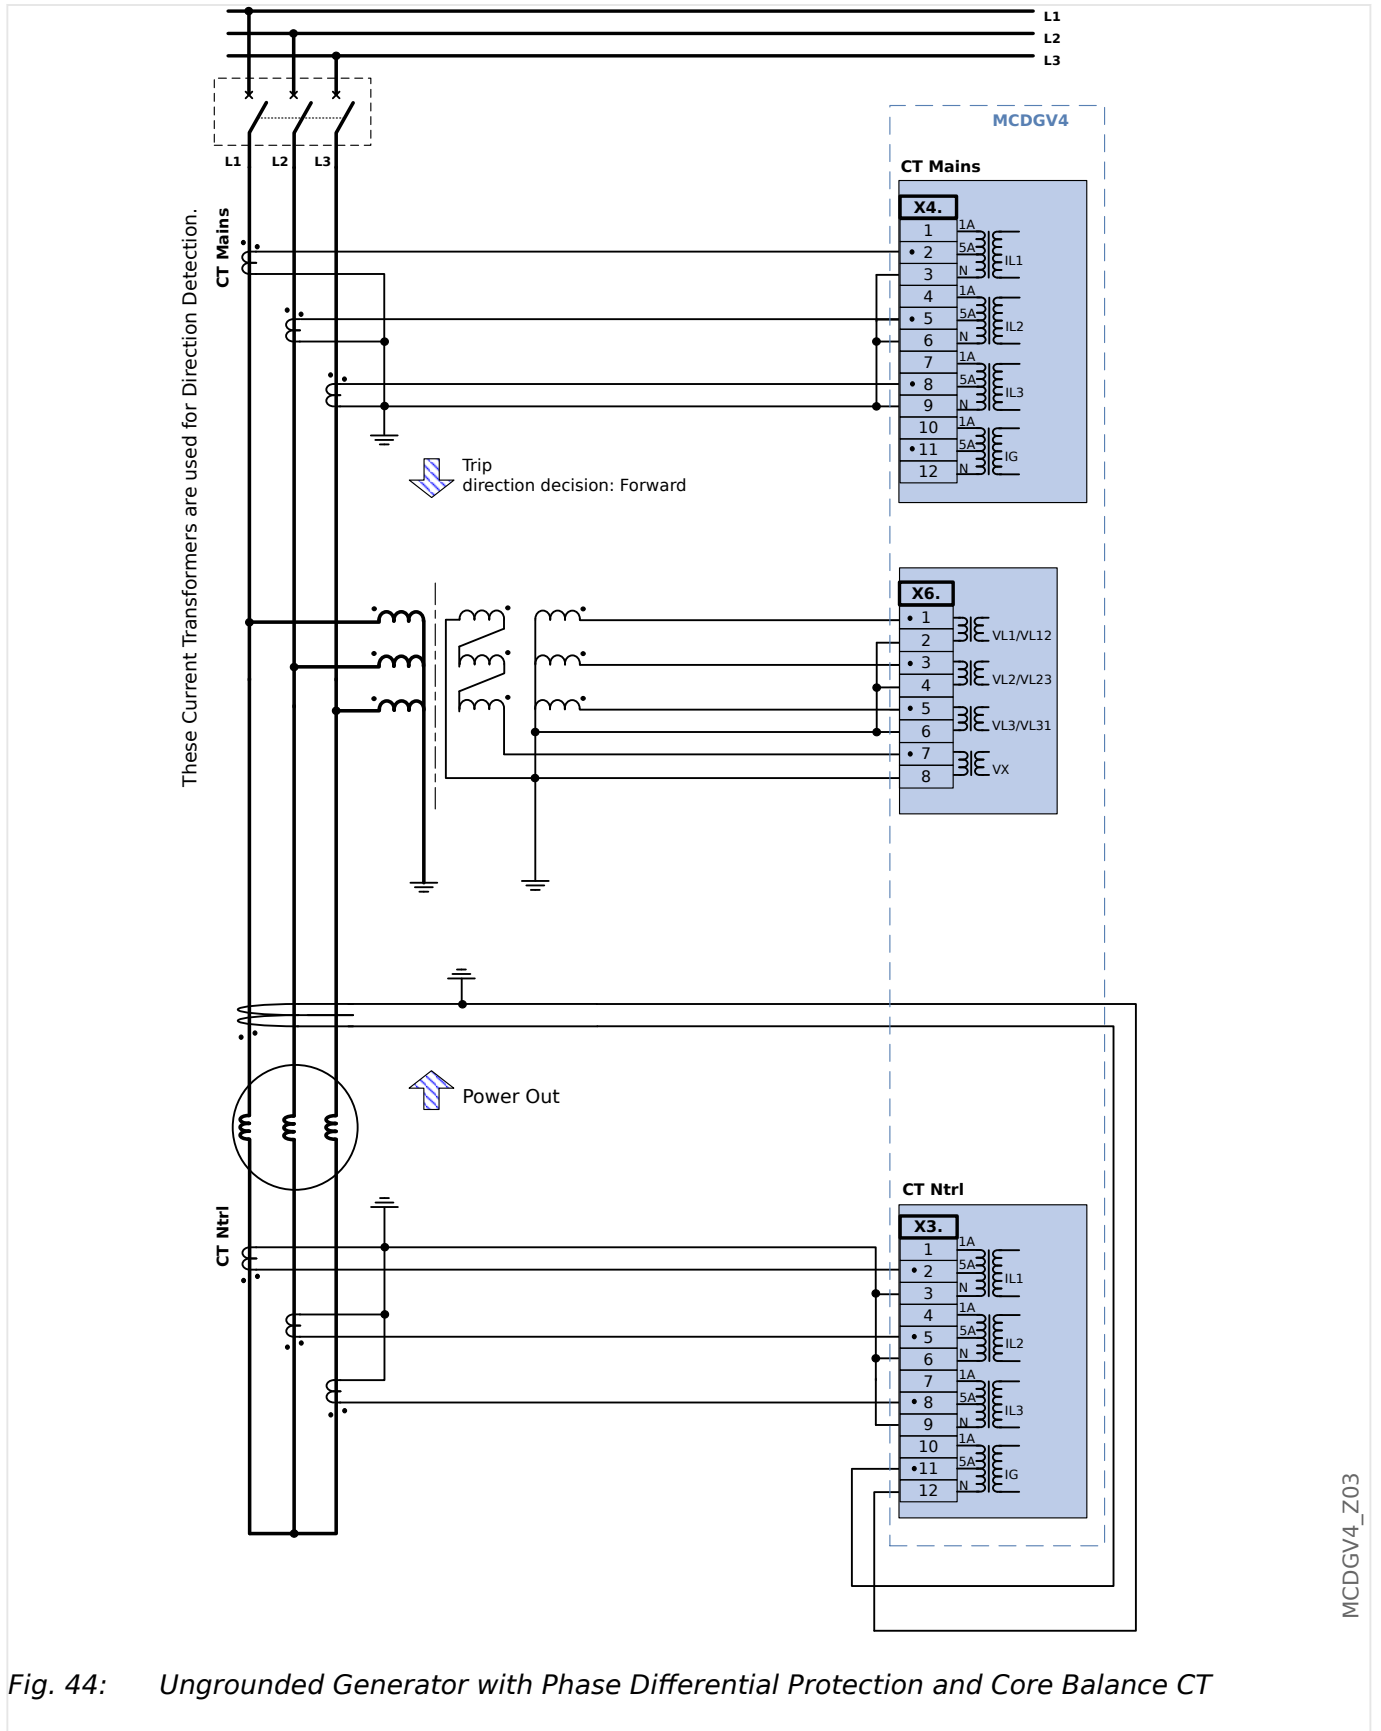 L1
L2
L3
L1 L2 L3
These Current Transformers are used for Direction Detection.
CT Mains
MCDGV4
CT Mains
X4.
1 1A
• 2 5A IL1
3 N
4 1A
• 5 5A IL2
6 N
7 1A
• 8 5A IL3
9 N
10 1A
•11 5A IG
12 N
Trip
direction decision: Forward
X6.
• 1
2 VL1/VL12
• 3
4 VL2/VL23
• 5
6 VL3/VL31
• 7
8 VX
Power Out
CT Ntrl
CT Ntrl
X3.
1 1A
• 2 5A IL1
3 N
4 1A
• 5 5A IL2
6 N
7 1A
• 8 5A IL3
9 N
10 1A
•11 5A IG
12 N
MCDGV4_Z03
Fig. 44: Ungrounded Generator with Phase Differential Protection and Core Balance CT